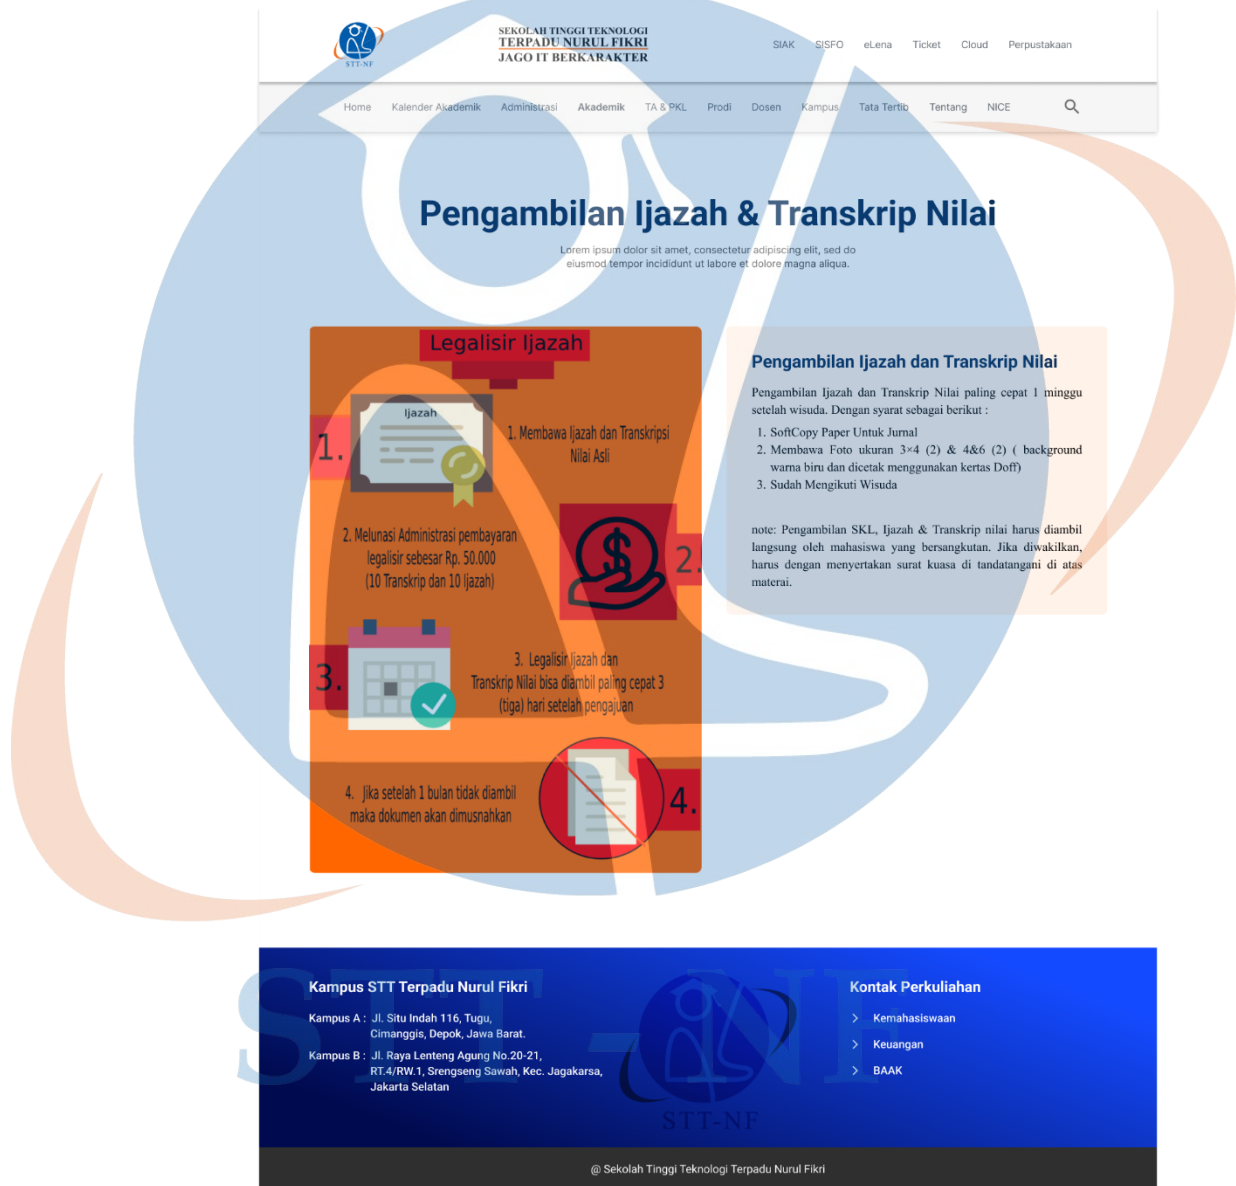 STT-NF
SEKOLAH TINGGI TEKNOLOGI
TERPADU NURUL FIKRI
JAGO IT BERKARAKTER
SIAK SISFO eLena Ticket Cloud Perpustakaan
Home Kalender Akademik Administrasi Akademik TA & PKL Prodi Dosen Kampus Tata Tertib Tentang NICE
Pengambilan Ijazah & Transkrip Nilai
Lorem ipsum dolor sit amet, consectetur adipiscing elit, sed do
eiusmod tempor incididunt ut labore et dolore magna aliqua.
Legalisir Ijazah
Ijazah
1.
1. Membawa Ijazah dan Transkripsi
Nilai Asli
2. Melunasi Administrasi pembayaran
legalisir sebesar Rp. 50.000
(10 Transkrip dan 10 Ijazah)
$
2.
3.
3. Legalisir Ijazah dan
Transkrip Nilai bisa diambil paling cepat 3
(tiga) hari setelah pengajuan
4. Jika setelah 1 bulan tidak diambil
maka dokumen akan dimusnahkan
4.
Pengambilan Ijazah dan Transkrip Nilai
Pengambilan Ijazah dan Transkrip Nilai paling cepat 1 minggu
setelah wisuda. Dengan syarat sebagai berikut :
1. SoftCopy Paper Untuk Jurnal
2. Membawa Foto ukuran 3×4 (2) & 4&6 (2) ( background
warna biru dan dicetak menggunakan kertas Doff)
3. Sudah Mengikuti Wisuda
note: Pengambilan SKL, Ijazah & Transkrip nilai harus diambil
langsung oleh mahasiswa yang bersangkutan. Jika diwakilkan,
harus dengan menyertakan surat kuasa di tandatangani di atas
materai.
STT - NF
Kampus STT Terpadu Nurul Fikri
Kampus A : Jl. Situ Indah 116, Tugu,
Cimanggis, Depok, Jawa Barat.
Kampus B : Jl. Raya Lenteng Agung No.20-21,
RT.4/RW.1, Srengseng Sawah, Kec. Jagakarsa,
Jakarta Selatan
STT-NF
Kontak Perkuliahan
Kemahasiswaan
Keuangan
BAAK
@ Sekolah Tinggi Teknologi Terpadu Nurul Fikri